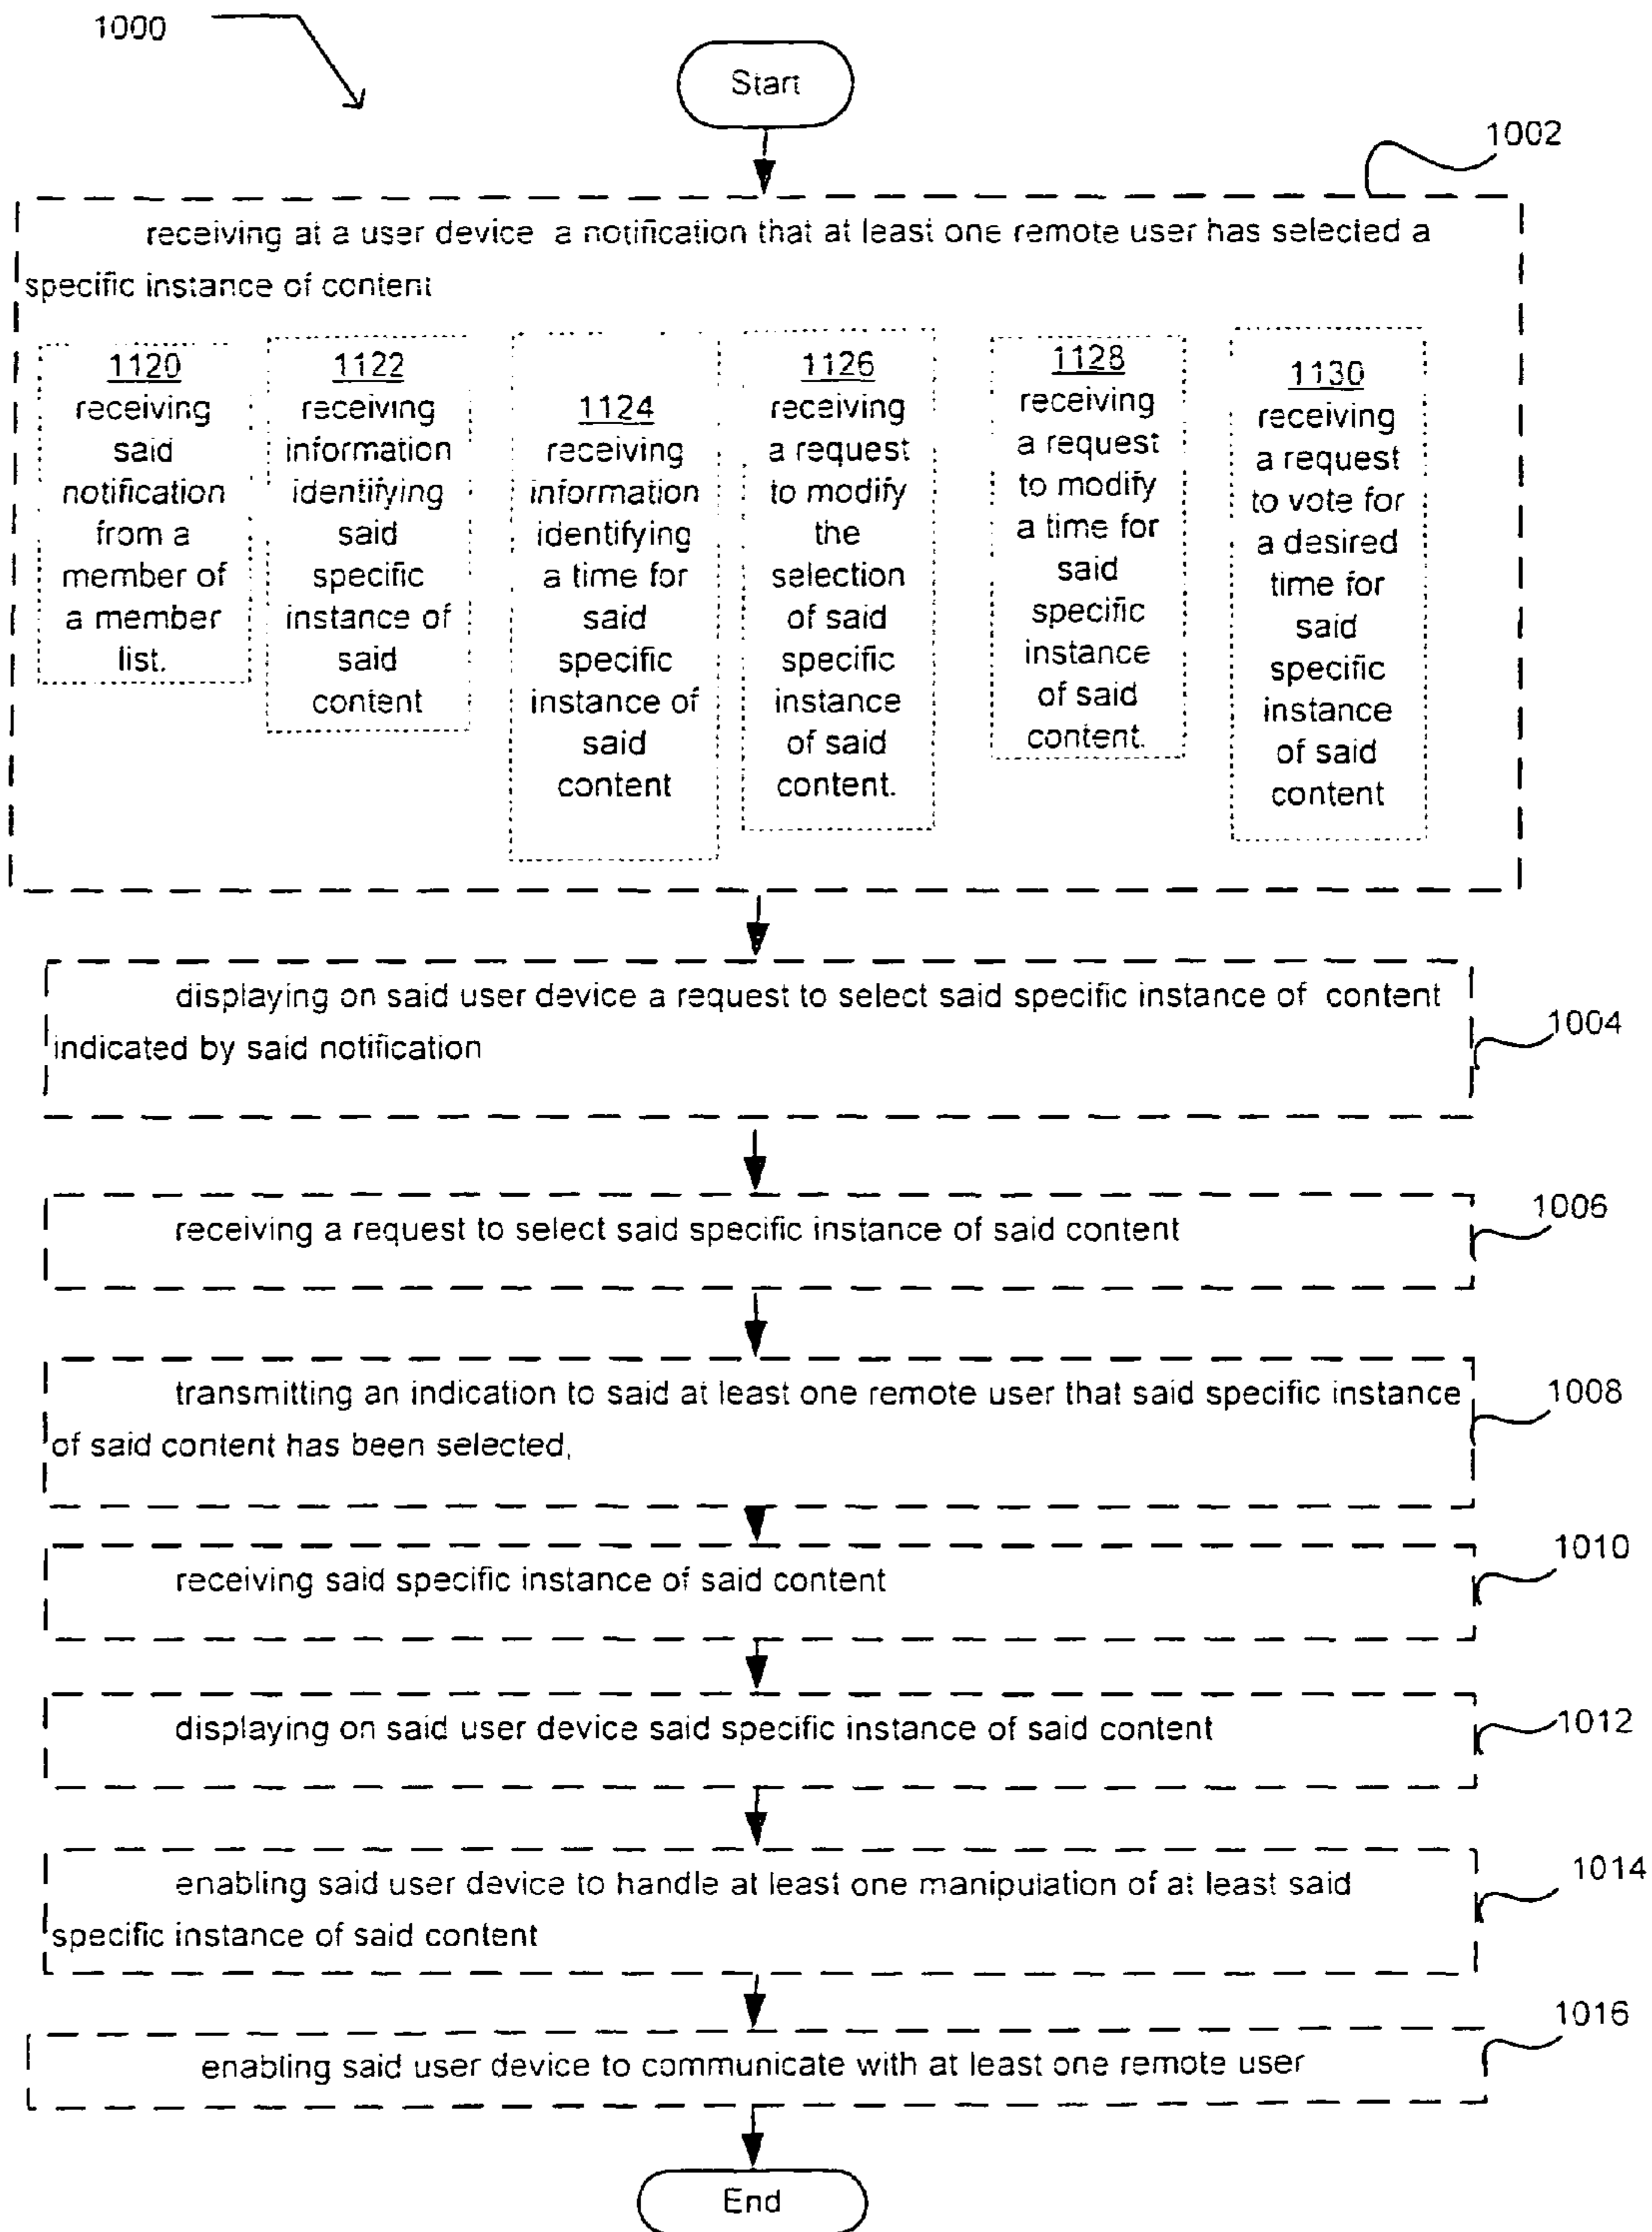 1000
Start
1002
receiving at a user device a notification that at least one remote user has selected a
specific instance of content
1120
receiving
said
notification
from a
member of
a member
list.
1122
receiving
information
identifying
said
specific
instance of
said
content
1124
receiving
information
identifying
a time for
said
specific
instance of
said
content
1126
receiving
a request
to modify
the
selection
of said
specific
instance
of said
content.
1128
receiving
a request
to modify
a time for
said
specific
instance
of said
content.
1130
receiving
a request
to vote for
a desired
time for
said
specific
instance
of said
content
displaying on said user device a request to select said specific instance of content
indicated by said notification
1004
receiving a request to select said specific instance of said content
1006
transmitting an indication to said at least one remote user that said specific instance
of said content has been selected,
1008
receiving said specific instance of said content
1010
displaying on said user device said specific instance of said content
1012
enabling said user device to handle at least one manipulation of at least said
specific instance of said content
1014
enabling said user device to communicate with at least one remote user
1016
End